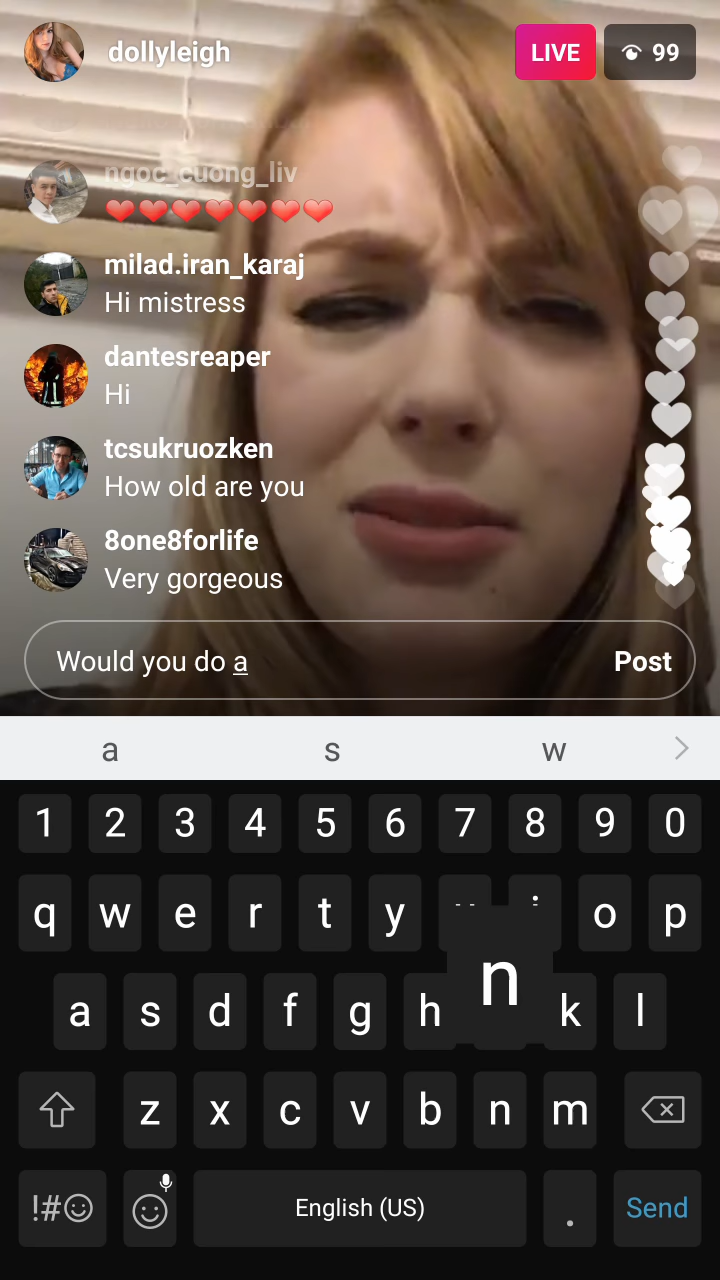 dollyleigh
LIVE 99
ngoc_cuong_liv
❤️❤️❤️❤️❤️❤️❤️
milad.iran_karaj
Hi mistress
dantesreaper
Hi
tcsukruozken
How old are you
8one8forlife
Very gorgeous
Would you do a Post
a s w
1 2 3 4 5 6 7 8 9 0
q w e r t y o p
a s d f g h n k l
z x c v b n m
!#☺ English (US) . Send